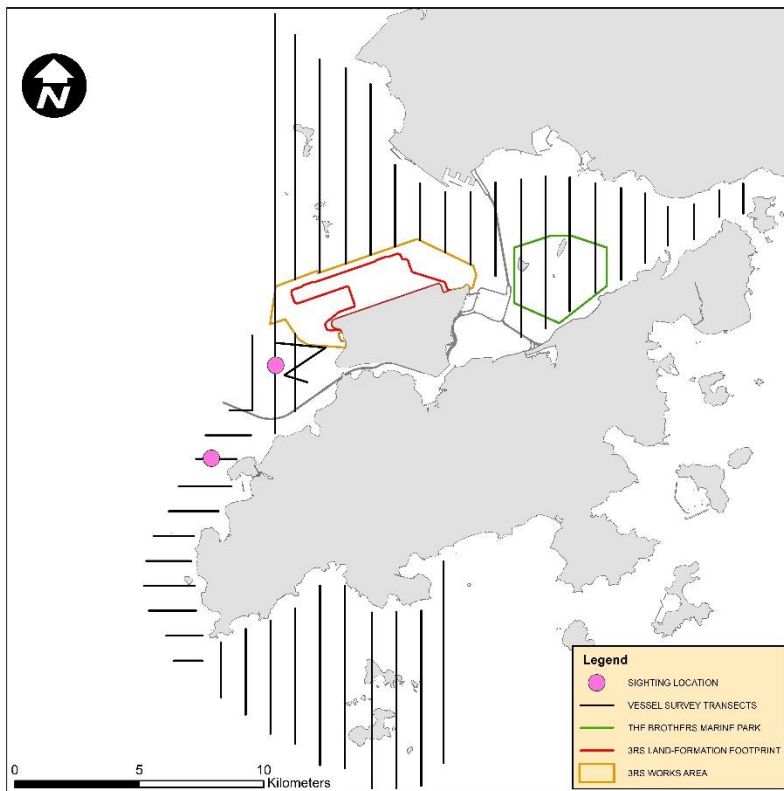 N
Legend
SIGHTING LOCATION
VESSEL SURVEY TRANSECTS
THE BROTHERS MARINE PARK
3RS LAND-FORMATION FOOTPRINT
3RS WORKS AREA
0 5 10
Kilometers